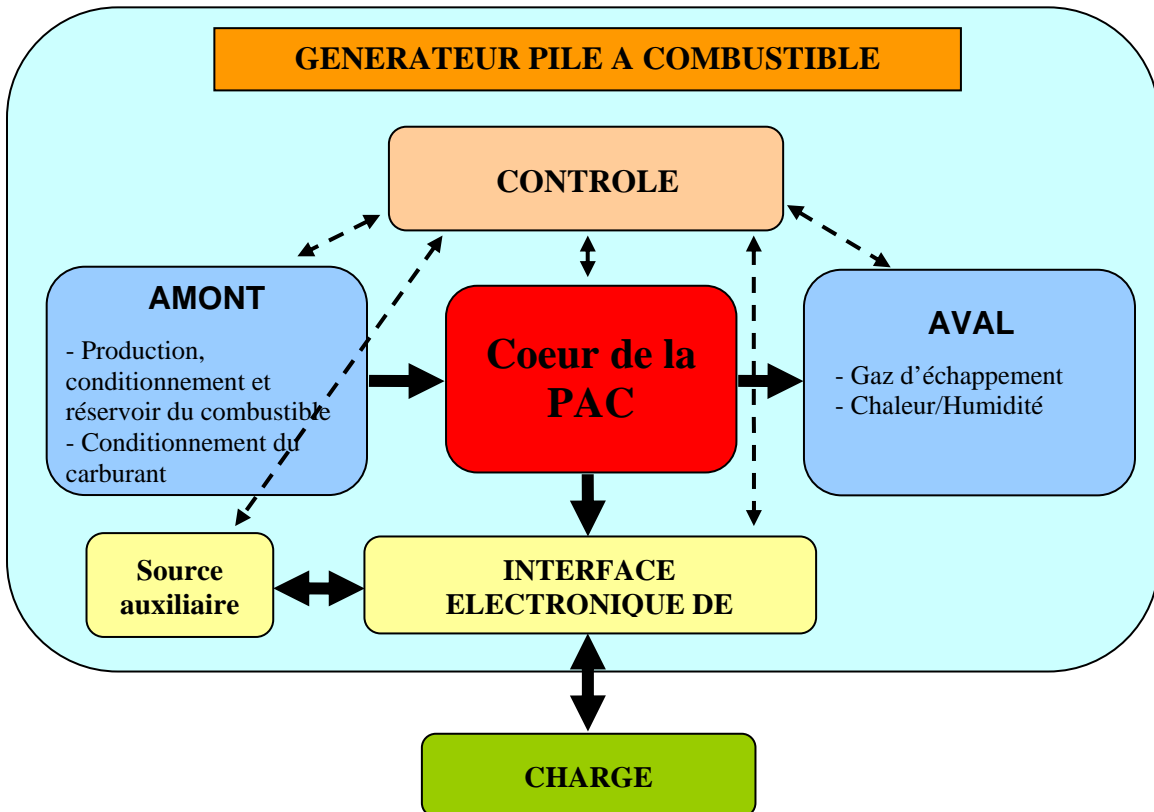 GENERATEUR PILE A COMBUSTIBLE
CONTROLE
AMONT
- Production,
conditionnement et
réservoir du combustible
- Conditionnement du
carburant
Coeur de la
PAC
AVAL
- Gaz d’échappement
- Chaleur/Humidité
Source
auxiliaire
INTERFACE
ELECTRONIQUE DE
CHARGE